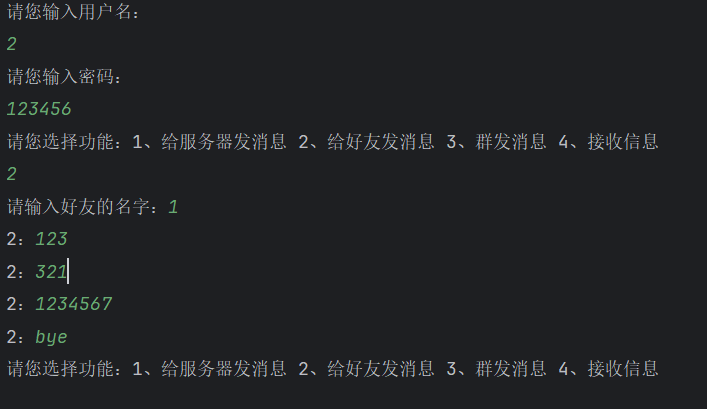 请您输入用户名：
2
请您输入密码：
123456
请您选择功能：1、给服务器发消息 2、给好友发消息 3、群发消息 4、接收信息
2
请输入好友的名字：1
2：123
2：321
2：1234567
2：bye
请您选择功能：1、给服务器发消息 2、给好友发消息 3、群发消息 4、接收信息